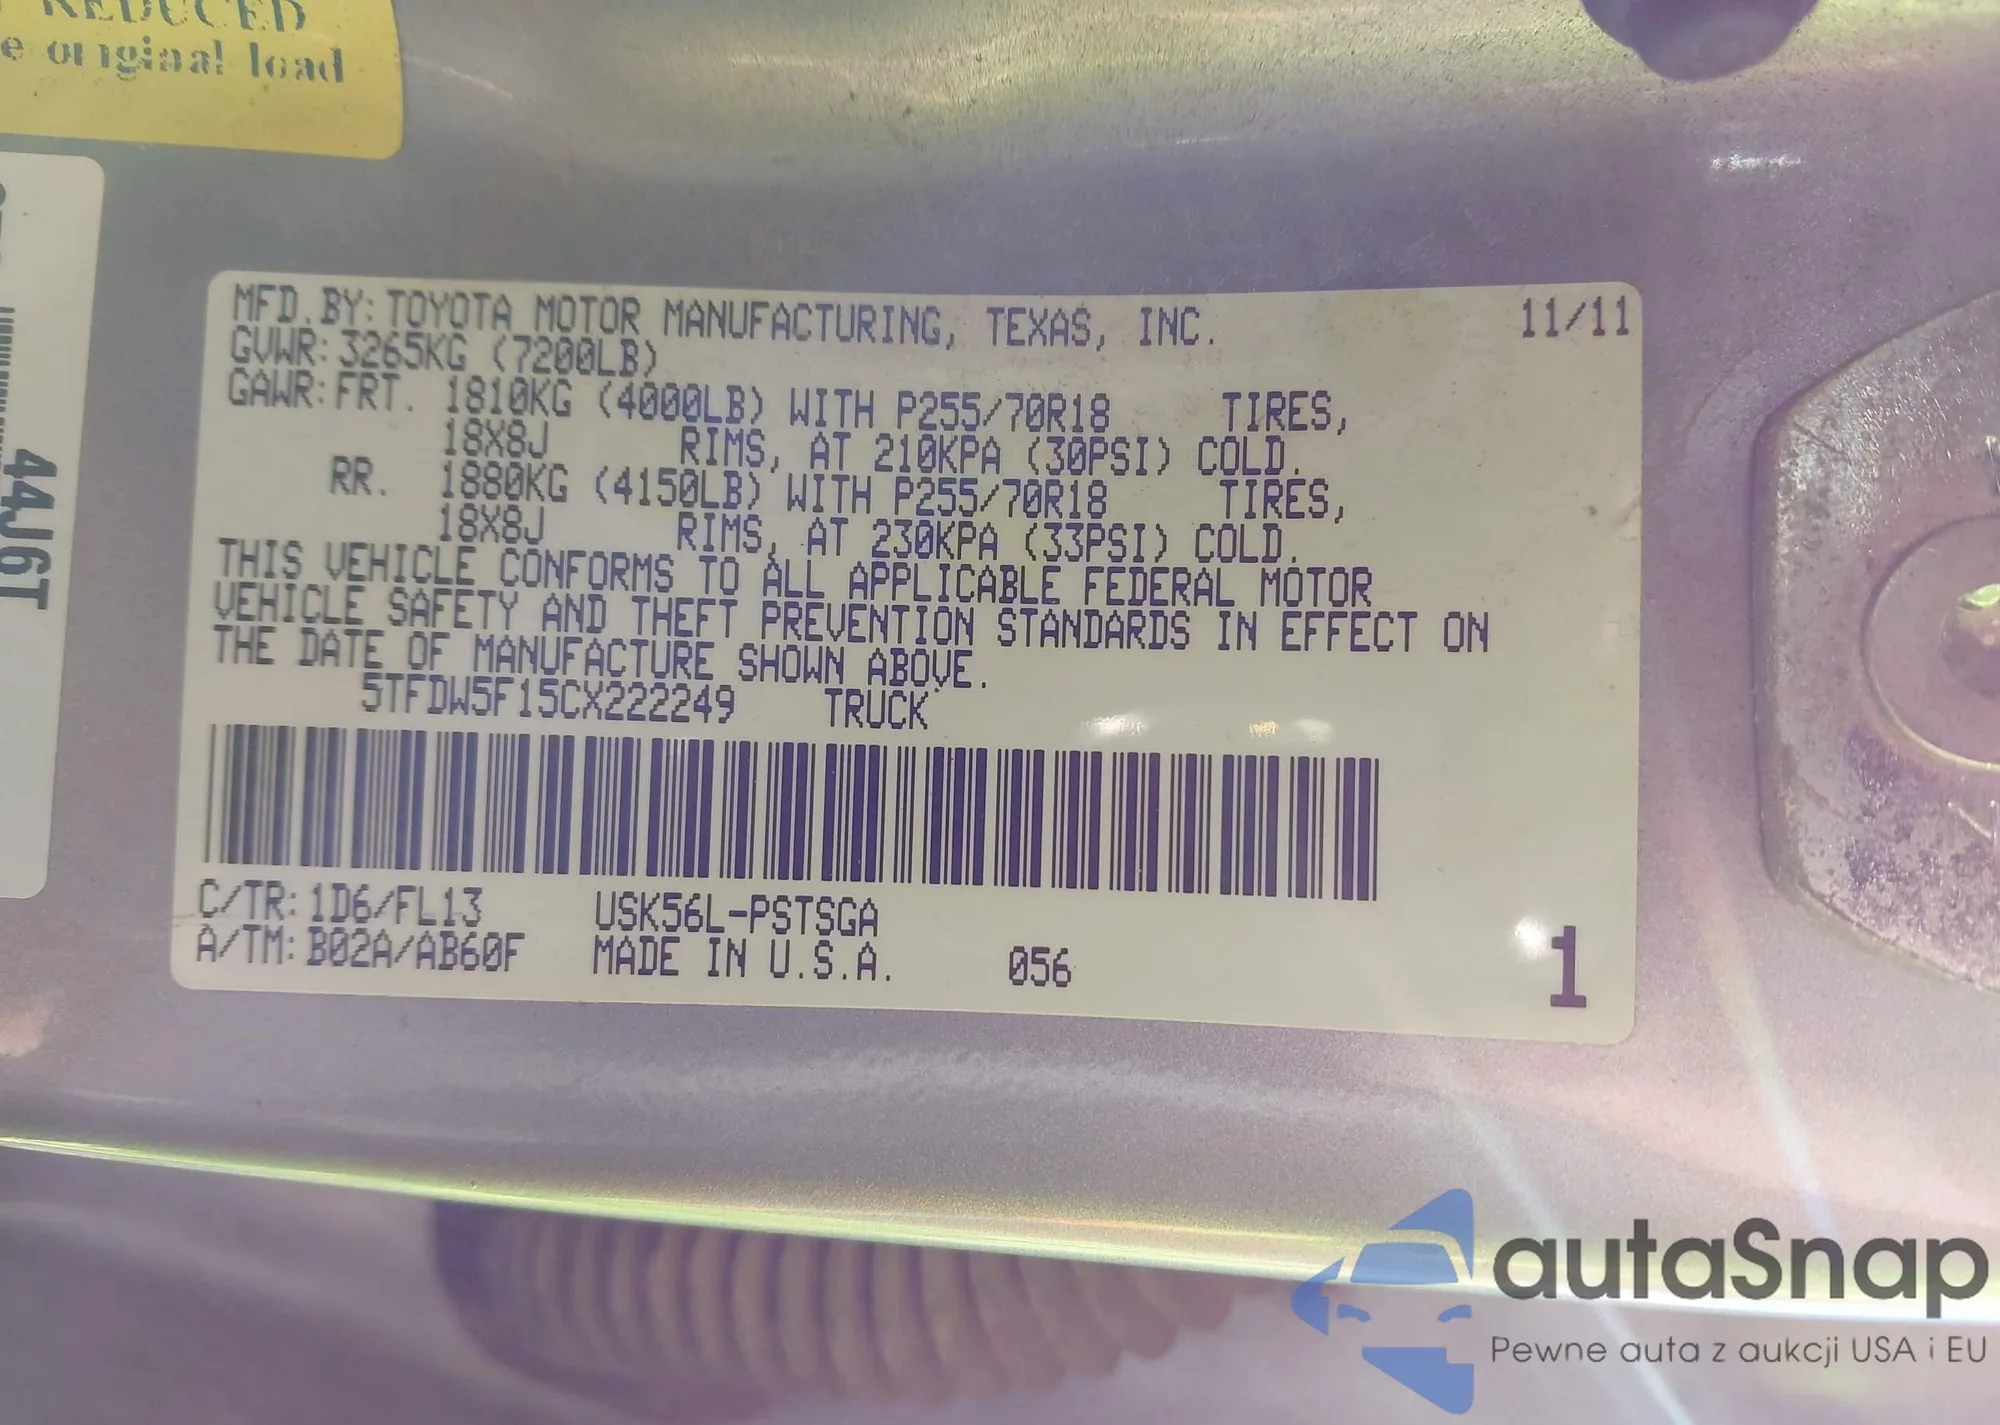 REDUCED
original load
44J6T
MFD.BY: TOYOTA MOTOR MANUFACTURING, TEXAS, INC. 11/11
GVWR: 3265KG (7200LB)
GAWR: FRT. 1810KG (4000LB) WITH P255/70R18 TIRES,
18X8J RIMS, AT 210KPA (30PSI) COLD.
RR. 1880KG (4150LB) WITH P255/70R18 TIRES,
18X8J RIMS, AT 230KPA (33PSI) COLD.
THIS VEHICLE CONFORMS TO ALL APPLICABLE FEDERAL MOTOR
VEHICLE SAFETY AND THEFT PREVENTION STANDARDS IN EFFECT ON
THE DATE OF MANUFACTURE SHOWN ABOVE.
5TFDW5F15CX222249 TRUCK
C/TR: 1D6/FL13 USK56L-PSTSGA
A/TM: B02A/AB60F MADE IN U.S.A. 056 1
autaSnap
Pewne auta z aukcji USA i EU